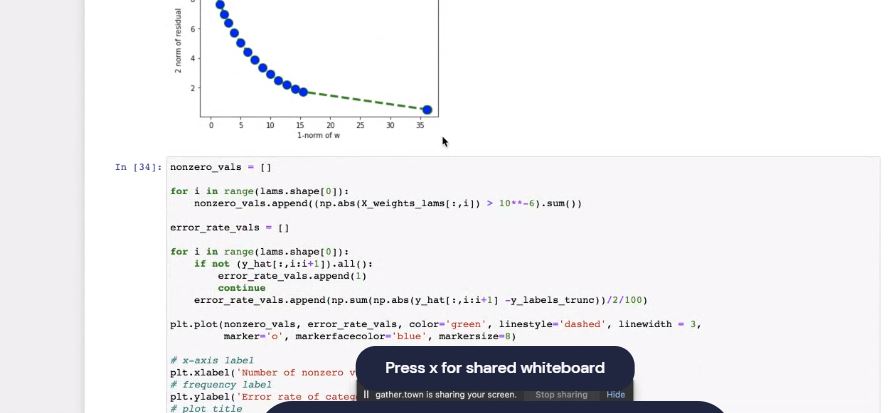 8
6
4
2
2 norm of residual
0 5 10 15 20 25 30 35
1-norm of w
In [34]: nonzero_vals = []
for i in range(lams.shape[0]):
    nonzero_vals.append((np.abs(X_weights_lams[:,i]) > 10**-6).sum())
error_rate_vals = []
for i in range(lams.shape[0]):
    if not (y_hat[:,i:i+1]).all():
        error_rate_vals.append(1)
        continue
    error_rate_vals.append(np.sum(np.abs(y_hat[:,i:i+1] -y_labels_trunc))/2/100)
plt.plot(nonzero_vals, error_rate_vals, color='green', linestyle='dashed', linewidth = 3,
         marker='o', markerfacecolor='blue', markersize=8)
# x-axis label
plt.xlabel('Number of nonzero v
# frequency label
plt.ylabel('Error rate of categ
# plot title
Press x for shared whiteboard
gather.town is sharing your screen. Stop sharing Hide